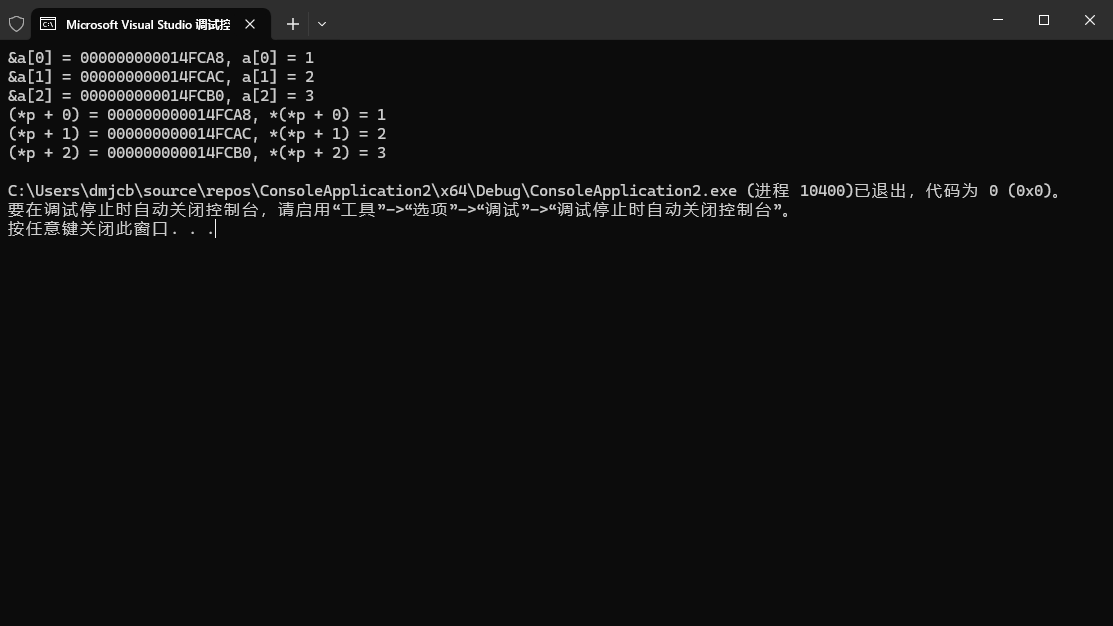 Microsoft Visual Studio 调试控
&a[0] = 000000000014FCA8, a[0] = 1
&a[1] = 000000000014FCAC, a[1] = 2
&a[2] = 000000000014FCB0, a[2] = 3
(*p + 0) = 000000000014FCA8, *(*p + 0) = 1
(*p + 1) = 000000000014FCAC, *(*p + 1) = 2
(*p + 2) = 000000000014FCB0, *(*p + 2) = 3
C:\Users\dmjcb\source\repos\ConsoleApplication2\x64\Debug\ConsoleApplication2.exe (进程 10400)已退出，代码为 0 (0x0)。
要在调试停止时自动关闭控制台，请启用“工具”->“选项”->“调试”->“调试停止时自动关闭控制台”。
按任意键关闭此窗口. . .